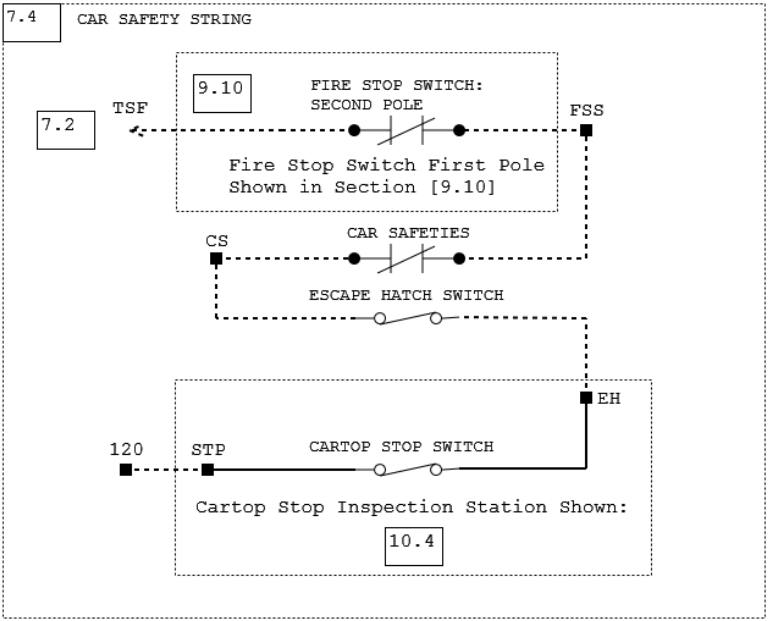 7.4
CAR SAFETY STRING
9.10
FIRE STOP SWITCH:
SECOND POLE
TSF
FSS
7.2
Fire Stop Switch First Pole
Shown in Section [9.10]
CAR SAFETIES
CS
ESCAPE HATCH SWITCH
EH
120
STP
CARTOP STOP SWITCH
Cartop Stop Inspection Station Shown:
10.4